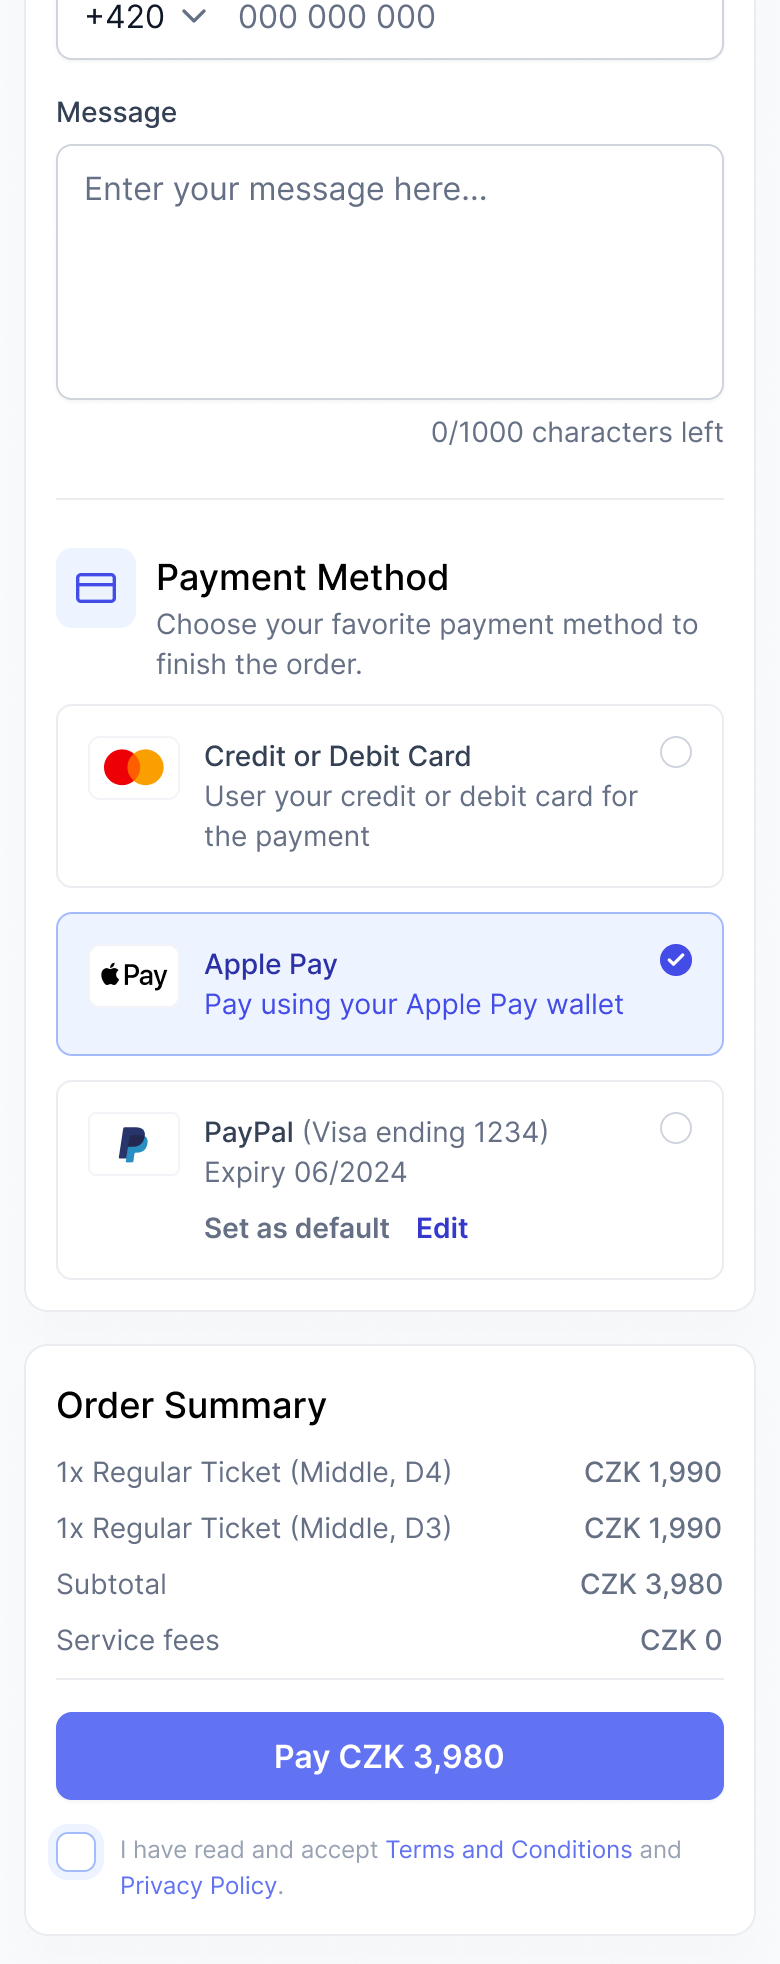 +420 000 000 000
Message
Enter your message here...
0/1000 characters left
Payment Method
Choose your favorite payment method to
finish the order.
Credit or Debit Card
User your credit or debit card for
the payment
Pay
Apple Pay
Pay using your Apple Pay wallet
PayPal (Visa ending 1234)
Expiry 06/2024
Set as default Edit
Order Summary
1x Regular Ticket (Middle, D4) CZK 1,990
1x Regular Ticket (Middle, D3) CZK 1,990
Subtotal CZK 3,980
Service fees CZK 0
Pay CZK 3,980
I have read and accept Terms and Conditions and
Privacy Policy.